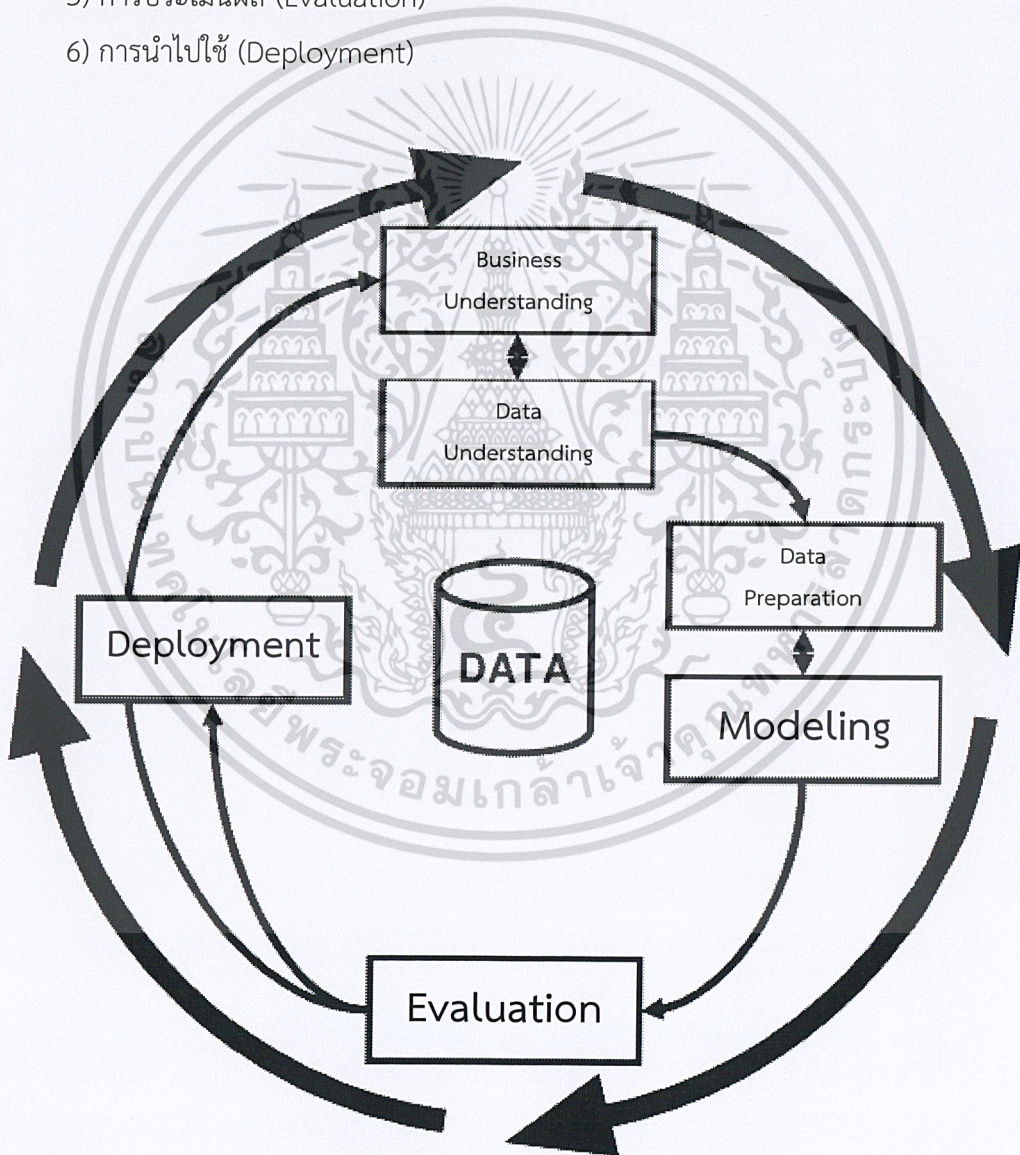 6) การนำไปใช้ (Deployment)
Business
Understanding
Data
Understanding
Data
Preparation
Deployment
DATA
Modeling
Evaluation